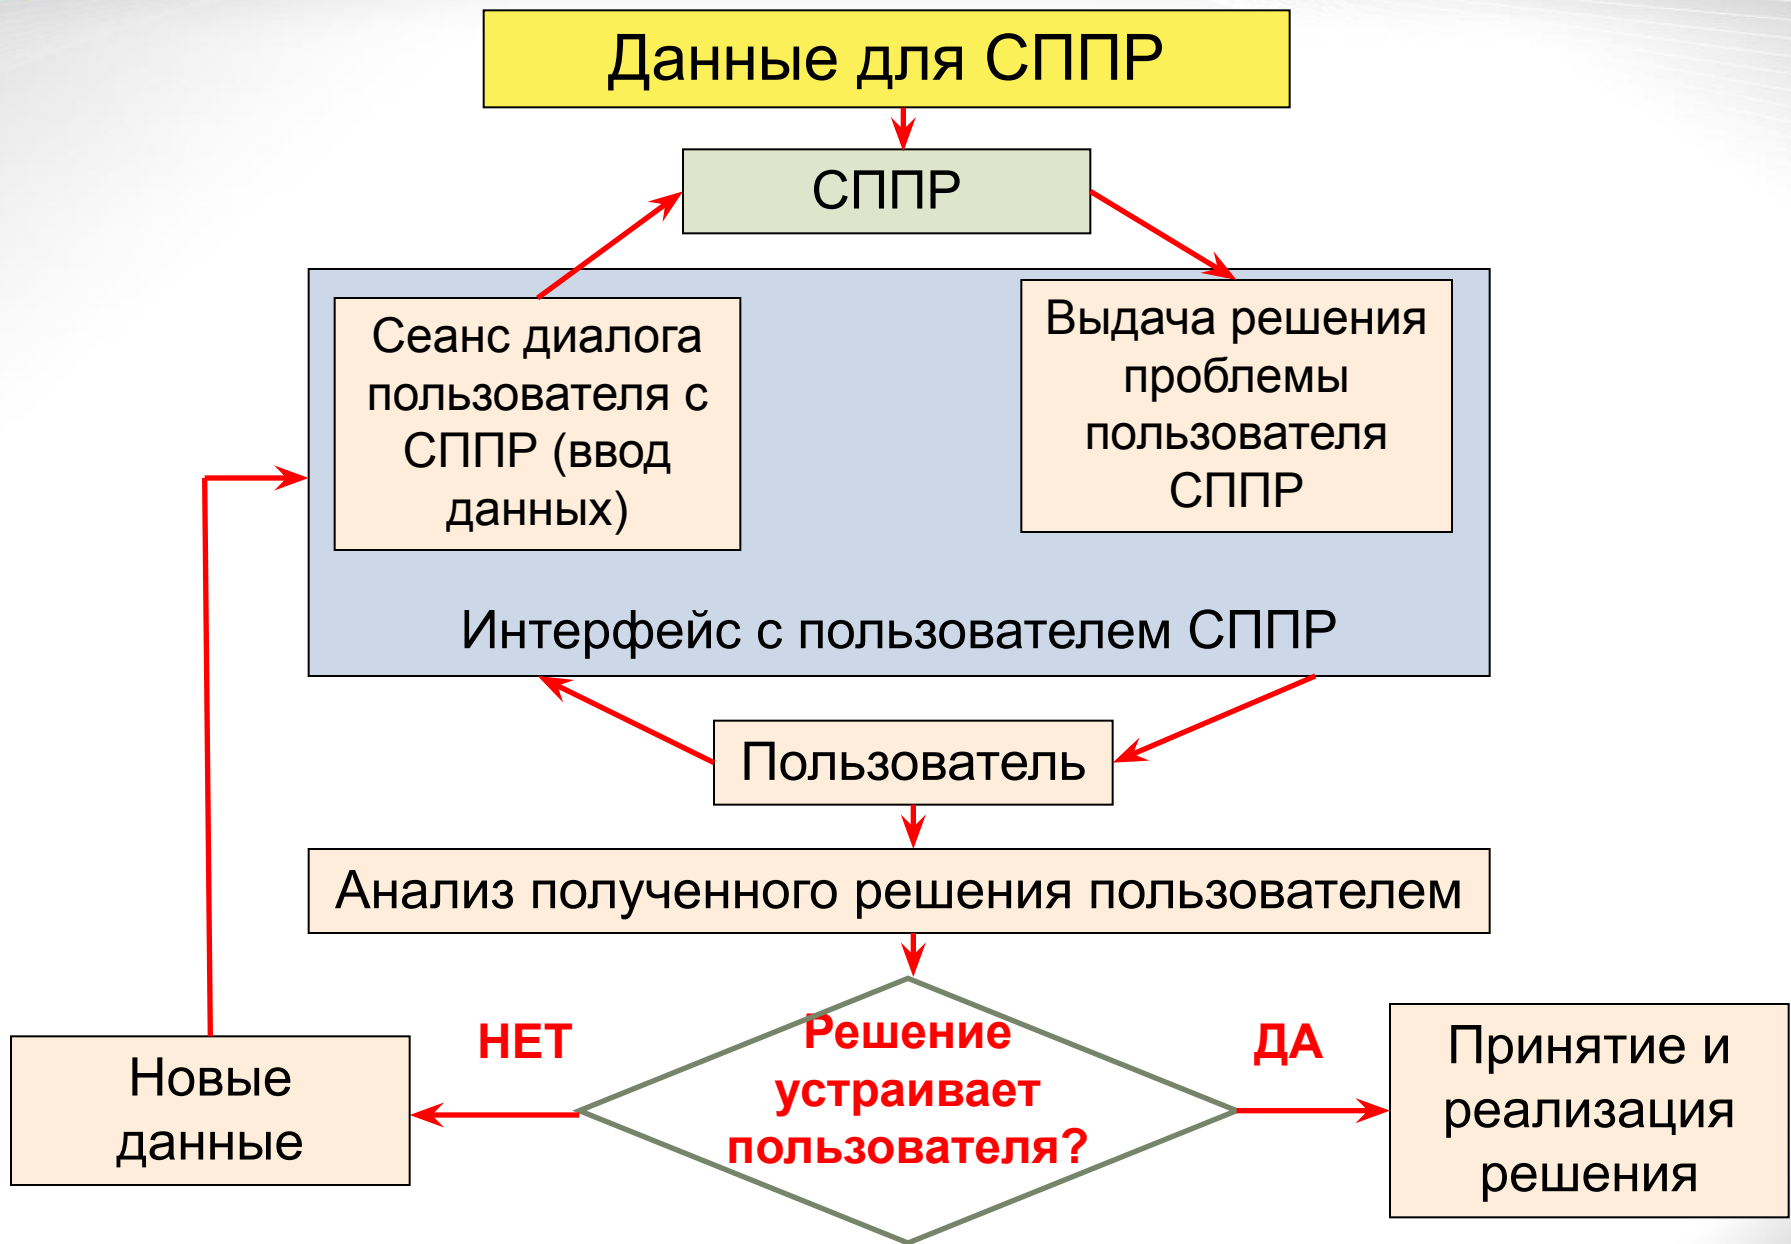 Данные для СППР
СППР
Сеанс диалога
пользователя с
СППР (ввод
данных)
Выдача решения
проблемы
пользователя
СППР
Интерфейс с пользователем СППР
Пользователь
Анализ полученного решения пользователем
Решение
устраивает
пользователя?
НЕТ
ДА
Новые
данные
Принятие и
реализация
решения